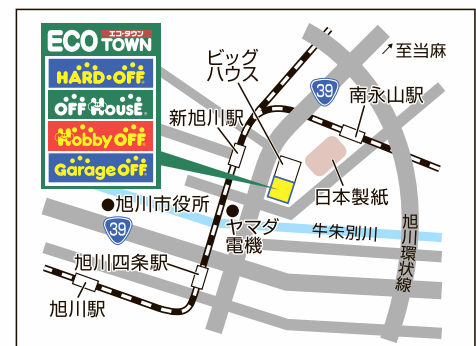 ECO エコ・タウン TOWN
HARD・OFF
OFF HOUSE
Hobby OFF
Garage OFF
ビッグ
ハウス
至当麻
39
南永山駅
新旭川駅
日本製紙
旭川市役所
ヤマダ
電機
牛朱別川
旭川環状線
39
旭川四条駅
旭川駅